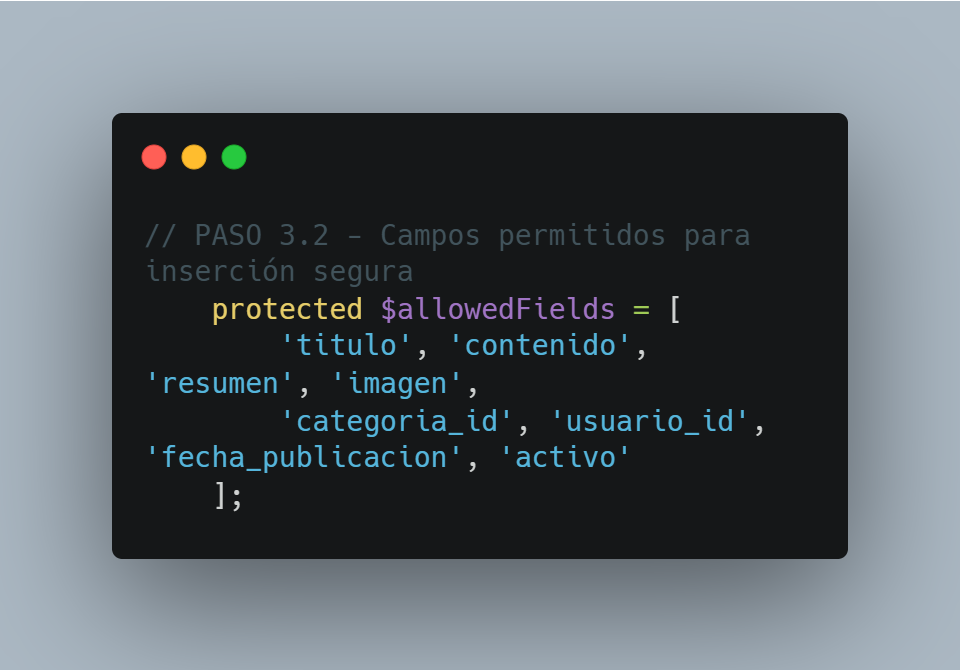 // PASO 3.2 - Campos permitidos para
inserción segura
    protected $allowedFields = [
        'titulo', 'contenido',
'resumen', 'imagen',
        'categoria_id', 'usuario_id',
'fecha_publicacion', 'activo'
    ];